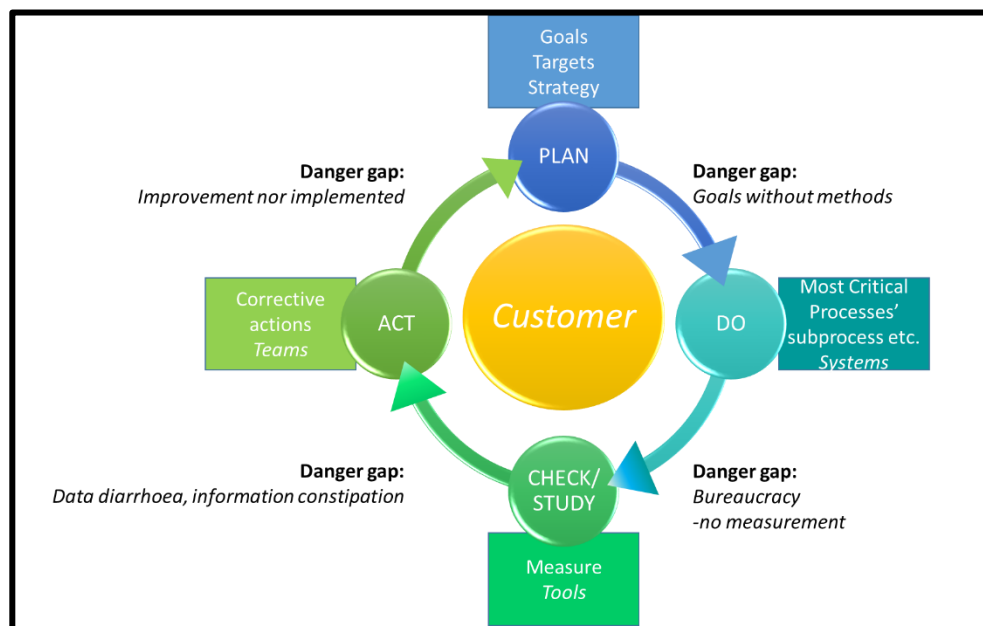 Goals
Targets
Strategy
PLAN
Danger gap:
Improvement nor implemented
Danger gap:
Goals without methods
Corrective
actions
Teams
ACT
Customer
DO
Most Critical
Processes’
subprocess etc.
Systems
Danger gap:
Data diarrhoea, information constipation
CHECK/
STUDY
Danger gap:
Bureaucracy
-no measurement
Measure
Tools